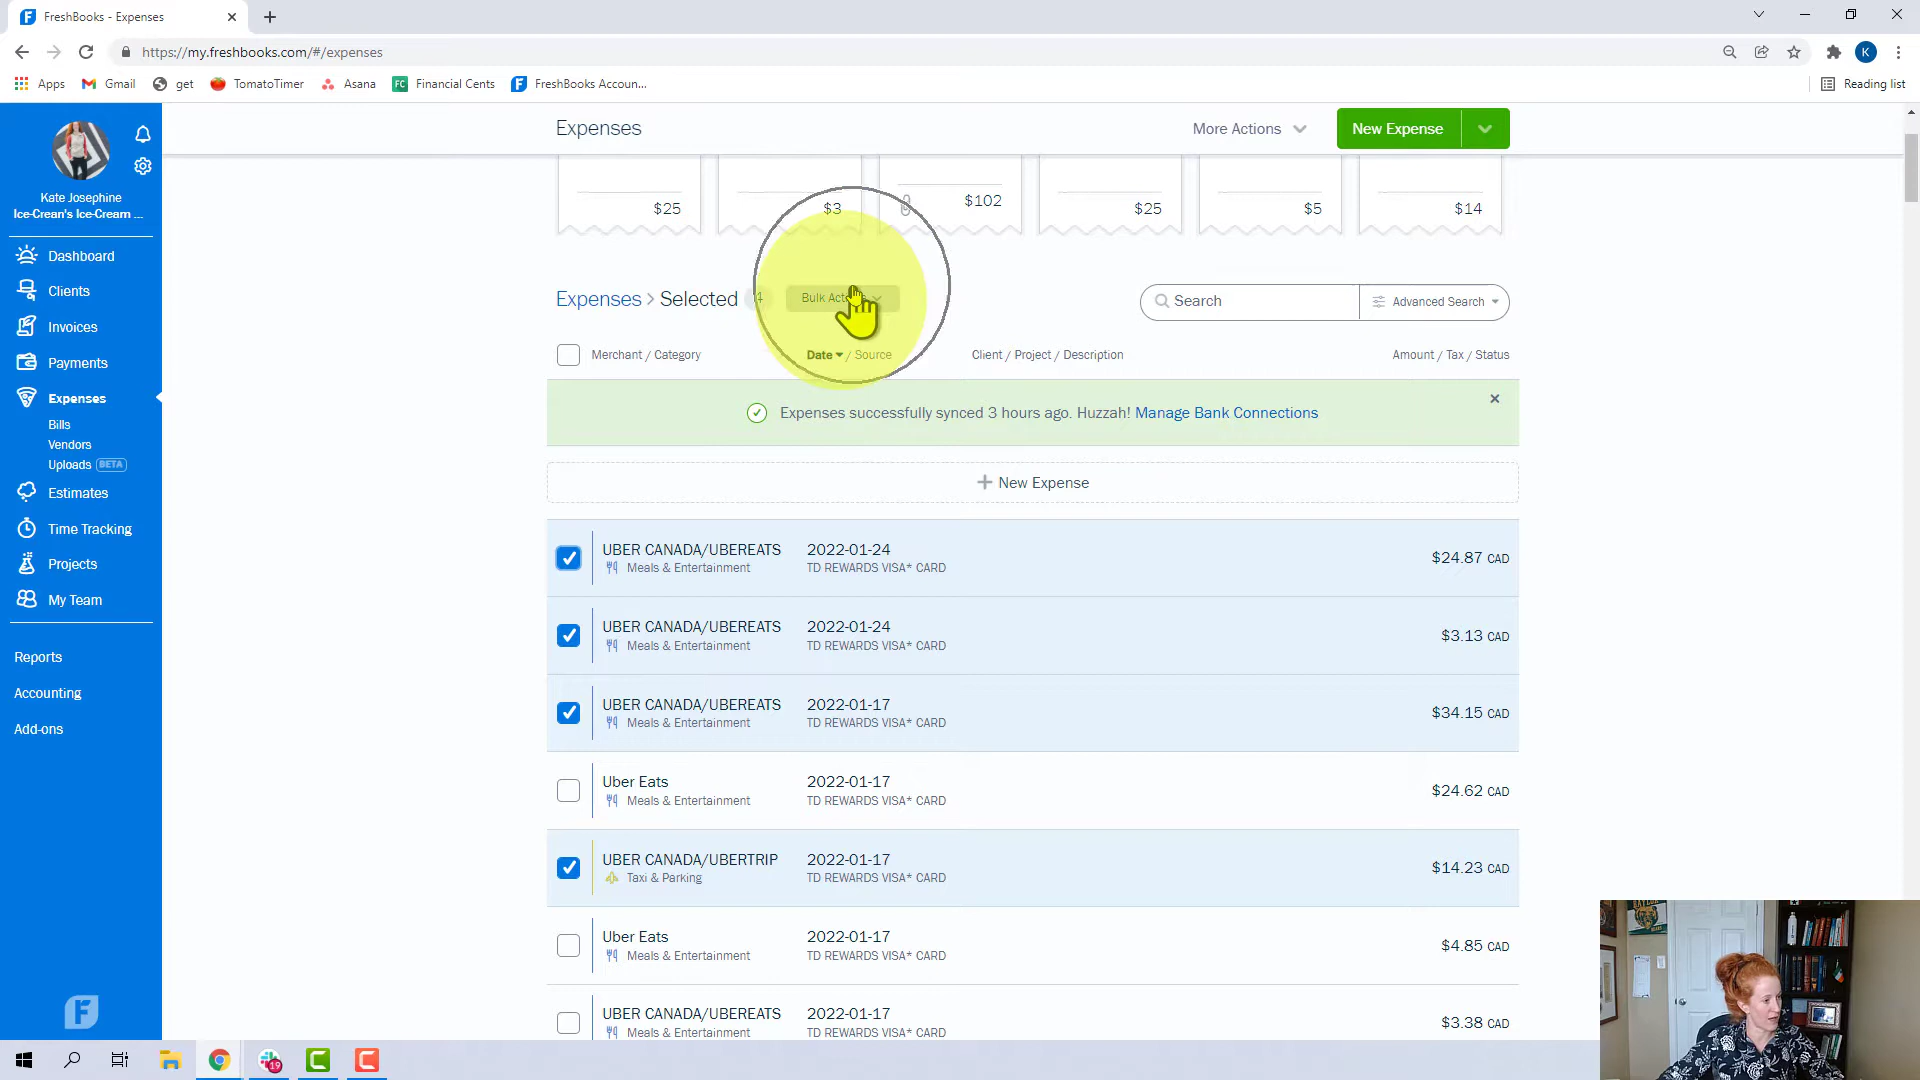 FreshBooks - Expenses
https://my.freshbooks.com/#/expenses
K
Apps
Gmail
get
TomatoTimer
Asana
FC
Financial Cents
FreshBooks Accoun...
Reading list
Kate Josephine
Ice-Crean's Ice-Cream ...
Dashboard
Clients
Invoices
Payments
Expenses
Bills
Vendors
Uploads BETA
Estimates
Time Tracking
Projects
My Team
Reports
Accounting
Add-ons
Expenses
More Actions
New Expense
$25
$3
$102
$25
$5
$14
Expenses > Selected 4
Bulk
Search
Advanced Search
Merchant / Category
Date / Source
Client / Project / Description
Amount / Tax / Status
Expenses successfully synced 3 hours ago. Huzzah! Manage Bank Connections
New Expense
UBER CANADA/UBEREATS 2022-01-24 $24.87 CAD
Meals & Entertainment TD REWARDS VISA* CARD
UBER CANADA/UBEREATS 2022-01-24 $3.13 CAD
Meals & Entertainment TD REWARDS VISA* CARD
UBER CANADA/UBEREATS 2022-01-17 $34.15 CAD
Meals & Entertainment TD REWARDS VISA* CARD
Uber Eats 2022-01-17 $24.62 CAD
Meals & Entertainment TD REWARDS VISA* CARD
UBER CANADA/UBERTRIP 2022-01-17 $14.23 CAD
Taxi & Parking TD REWARDS VISA* CARD
Uber Eats 2022-01-17 $4.85 CAD
Meals & Entertainment TD REWARDS VISA* CARD
UBER CANADA/UBEREATS 2022-01-17 $3.38 CAD
Meals & Entertainment TD REWARDS VISA* CARD
F
19